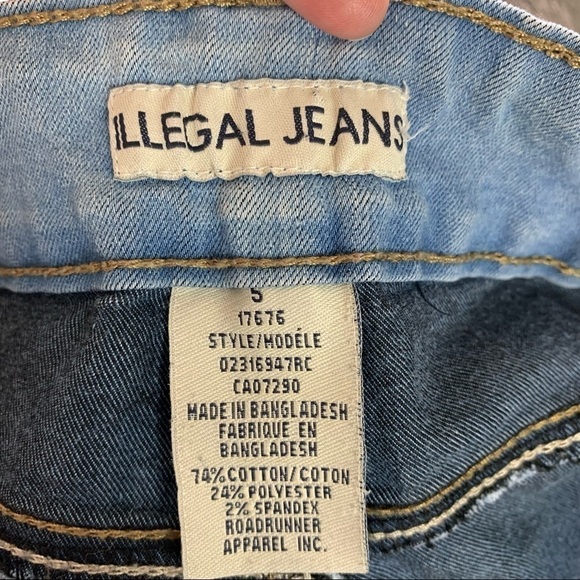 ILLEGAL JEANS
5
17676
STYLE/MODÉLE
02316947RC
CA07290
MADE IN BANGLADESH
FABRIQUE EN
BANGLADESH
74% COTTON/COTON
24% POLYESTER
2% SPANDEX
ROADRUNNER
APPAREL INC.